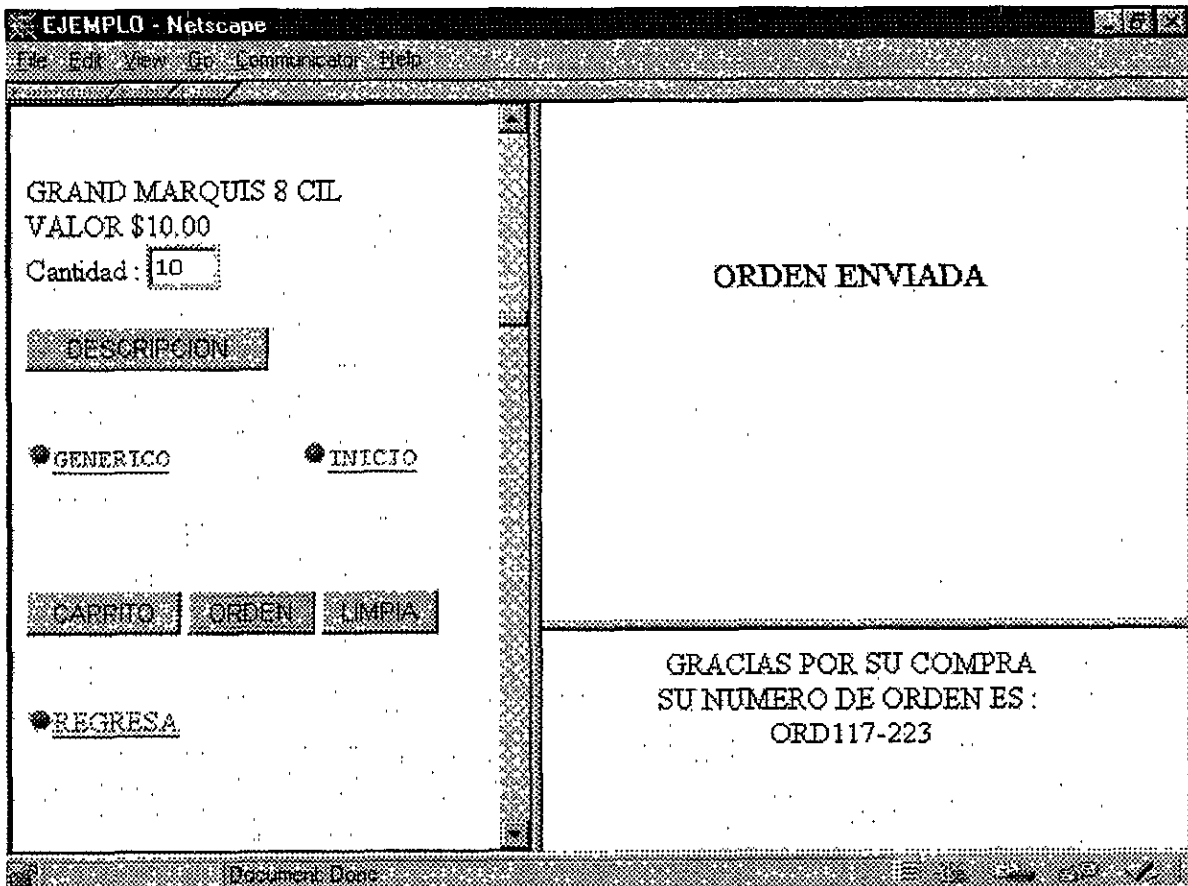 EJEMPLO - Netscape
File Edit View Go Communicator Help
GRAND MARQUIS 8 CIL
VALOR $10.00
Cantidad : 10
DESCRIPCION
GENERICO INICIO
CARRITO ORDEN LIMPIA
REGRESA
ORDEN ENVIADA
GRACIAS POR SU COMPRA
SU NUMERO DE ORDEN ES :
ORD117-223
Document: Done